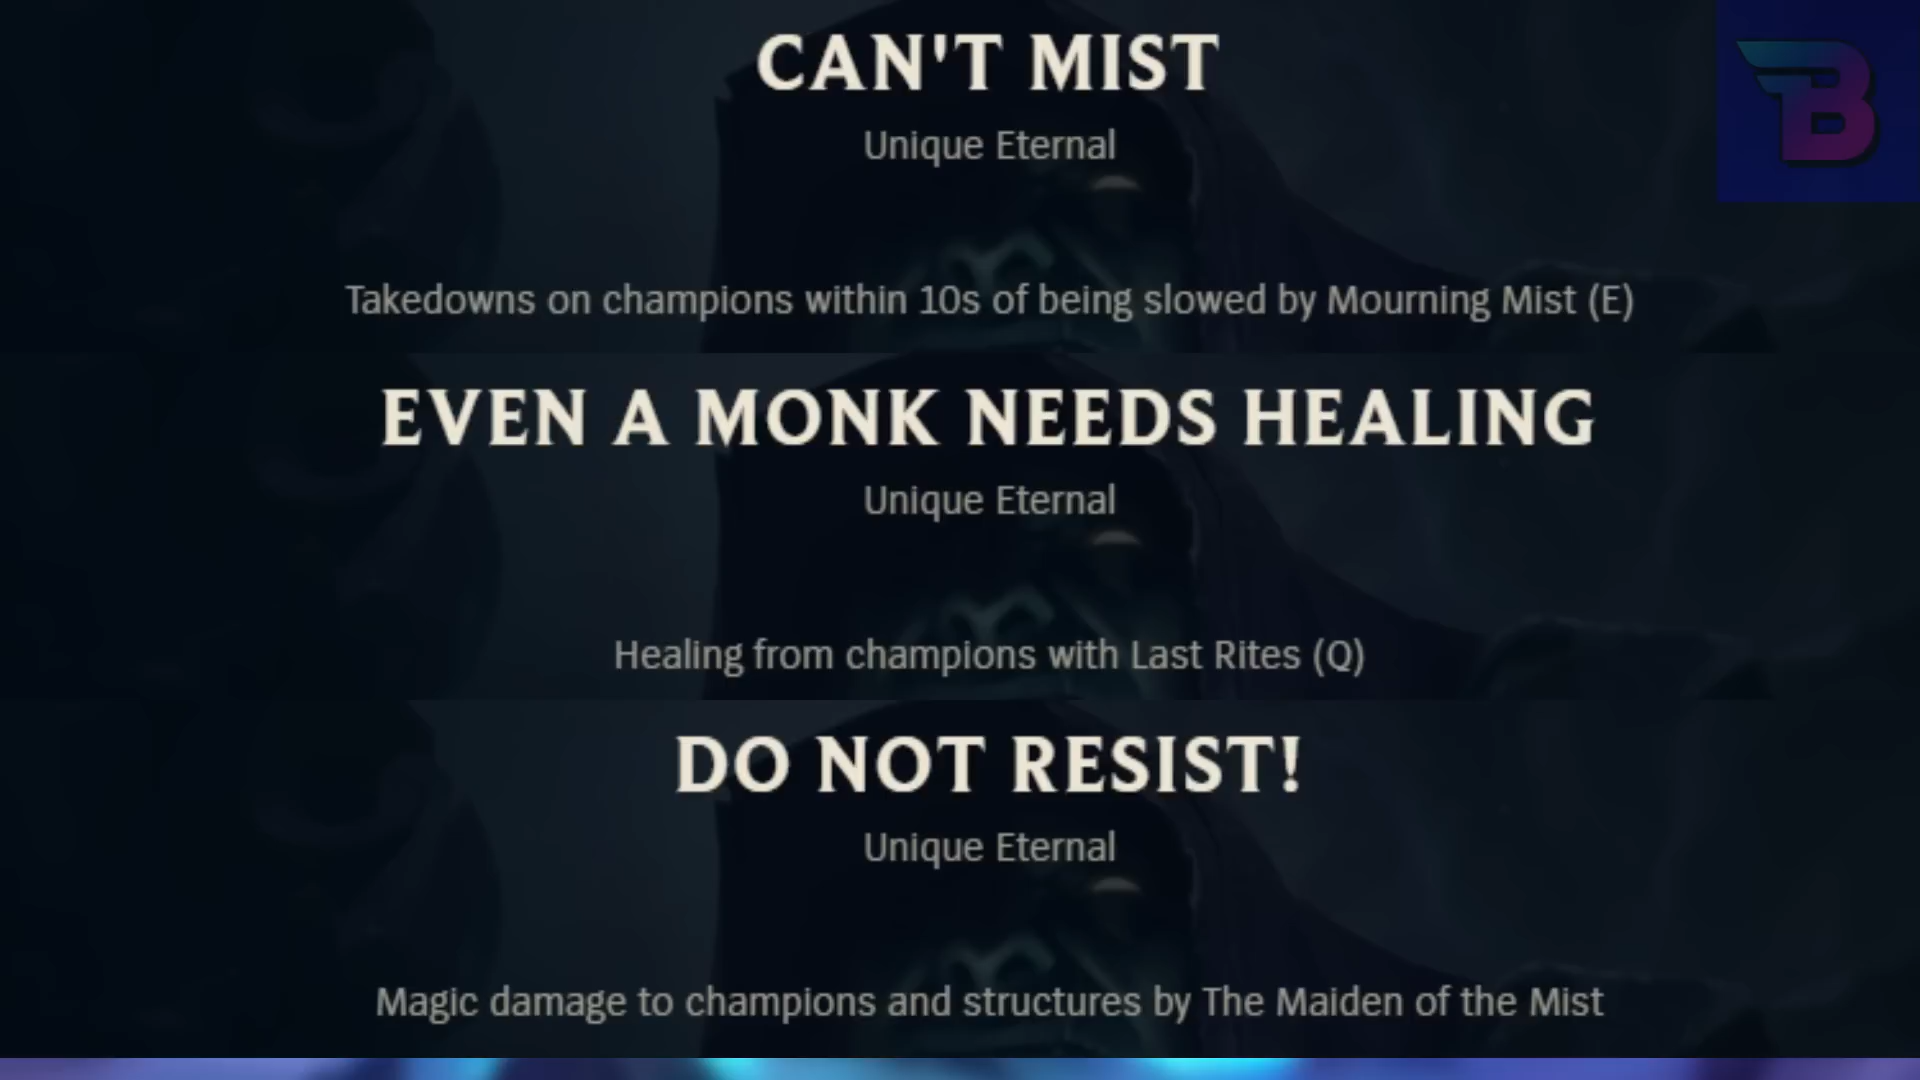 CAN'T MIST
Unique Eternal
Takedowns on champions within 10s of being slowed by Mourning Mist (E)
EVEN A MONK NEEDS HEALING
Unique Eternal
Healing from champions with Last Rites (Q)
DO NOT RESIST!
Unique Eternal
Magic damage to champions and structures by The Maiden of the Mist
B